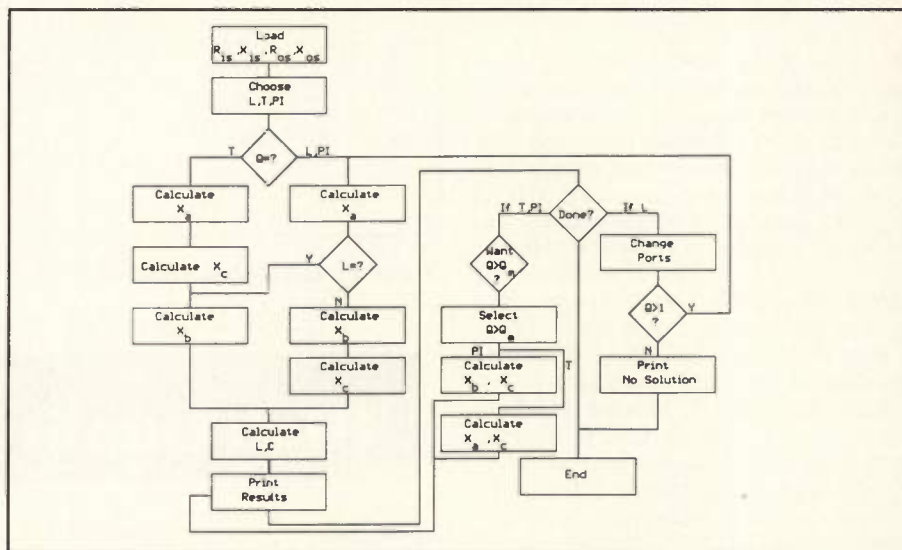 Load
R is ,X is ,R os ,X os
Choose
L,T,PI
T
Q=?
L,PI
Calculate
X a
Calculate
X a
Calculate X c
Y
L=?
N
Calculate
X b
Calculate
X b
Calculate
X c
Calculate
L,C
Print
Results
If T,PI
Done?
If L
Want
Q>Q m
?
Change
Ports
Select
Q>Q m
Q>1
?
Y
PI
T
N
Calculate
X b , X c
Print
No Solution
Calculate
X a ,X c
End